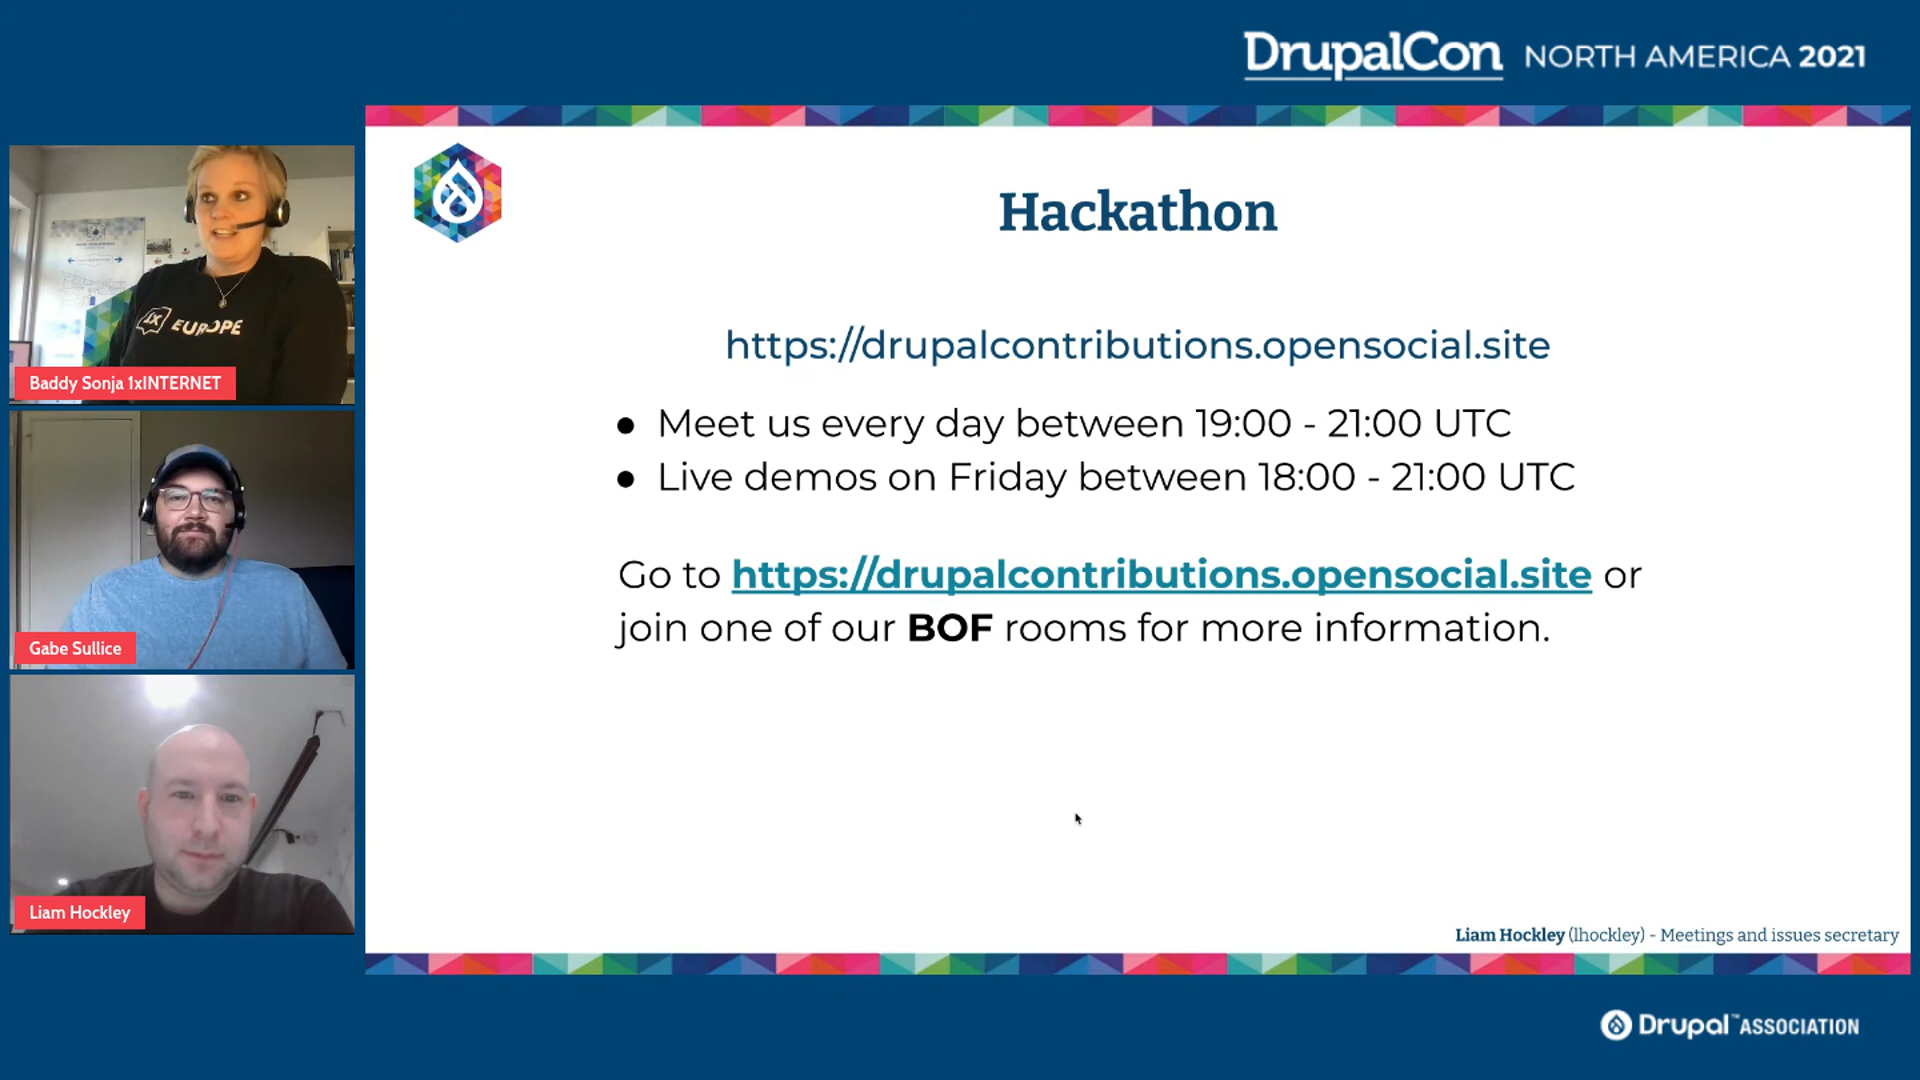 DrupalCon NORTH AMERICA 2021
Hackathon
https://drupalcontributions.opensocial.site
● Meet us every day between 19:00 - 21:00 UTC
● Live demos on Friday between 18:00 - 21:00 UTC
Go to https://drupalcontributions.opensocial.site or
join one of our BOF rooms for more information.
Liam Hockley (lhockley) - Meetings and issues secretary
1X EUROPE
Baddy Sonja 1xINTERNET
Gabe Sullice
Liam Hockley
Drupal™ ASSOCIATION